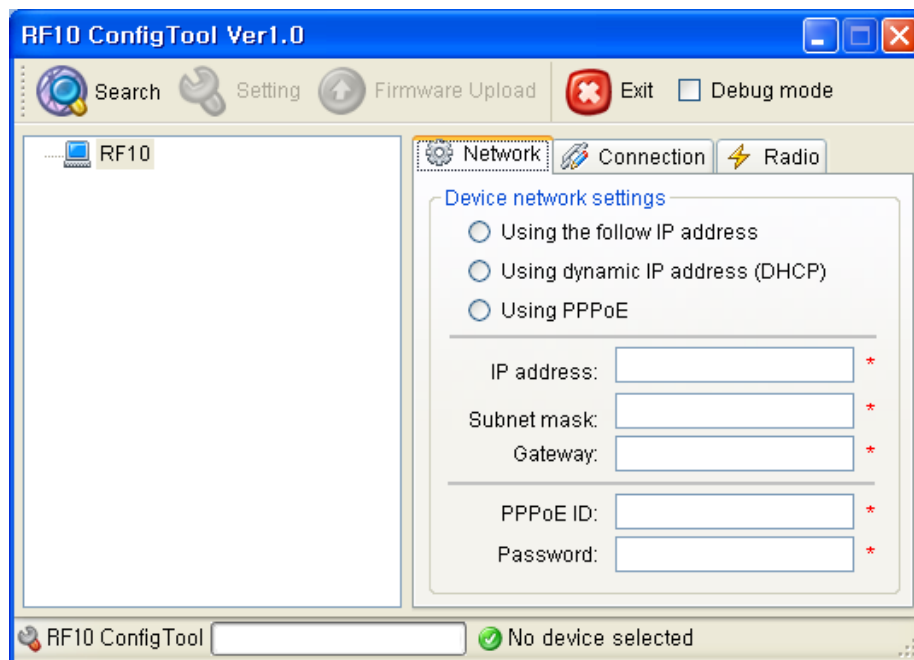 RF10 ConfigTool Ver1.0
Search Setting Firmware Upload Exit Debug mode
RF10
Network Connection Radio
Device network settings
Using the follow IP address
Using dynamic IP address (DHCP)
Using PPPoE
IP address: *
Subnet mask: *
Gateway: *
PPPoE ID: *
Password: *
RF10 ConfigTool No device selected